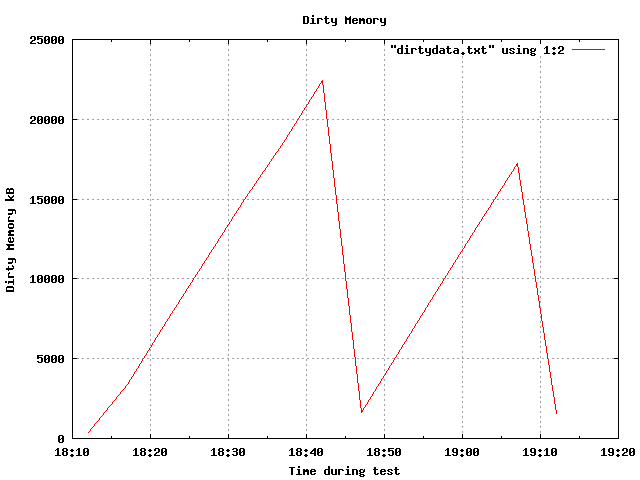 Dirty Memory
"dirtydata.txt" using 1:2
25000
20000
15000
10000
5000
0
Dirty Memory kB
18:10 18:20 18:30 18:40 18:50 19:00 19:10 19:20
Time during test